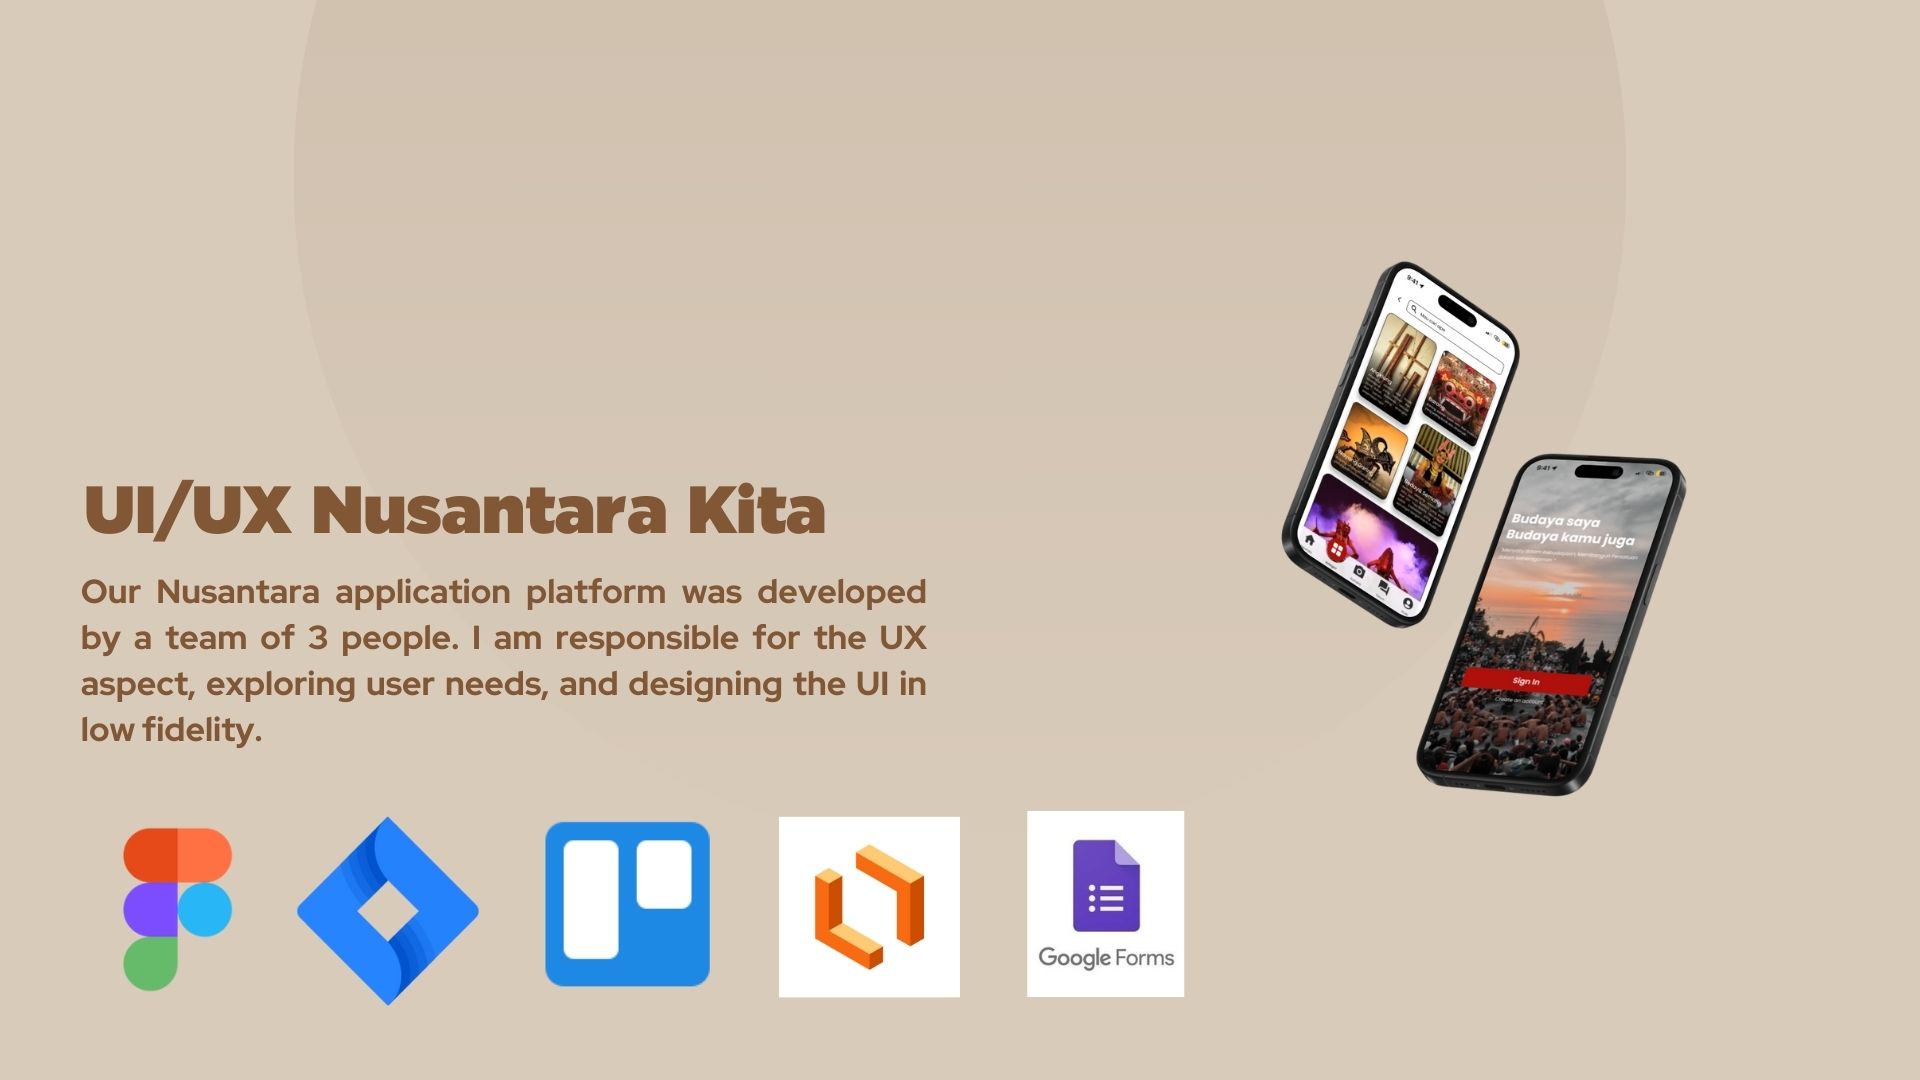 UI/UX Nusantara Kita
Our Nusantara application platform was developed
by a team of 3 people. I am responsible for the UX
aspect, exploring user needs, and designing the UI in
low fidelity.
9:41
Angklung
Barong
9:41
Budaya saya
Budaya kamu juga
Sign In
Create an account
Google Forms